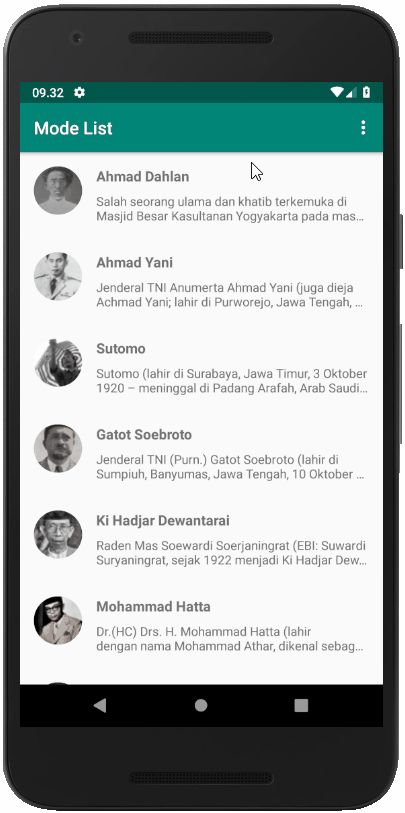 09.32
Mode List
Ahmad Dahlan
Salah seorang ulama dan khatib terkemuka di
Masjid Besar Kasultanan Yogyakarta pada mas...
Ahmad Yani
Jenderal TNI Anumerta Ahmad Yani (juga dieja
Achmad Yani; lahir di Purworejo, Jawa Tengah, ...
Sutomo
Sutomo (lahir di Surabaya, Jawa Timur, 3 Oktober
1920 – meninggal di Padang Arafah, Arab Saudi...
Gatot Soebroto
Jenderal TNI (Purn.) Gatot Soebroto (lahir di
Sumpiuh, Banyumas, Jawa Tengah, 10 Oktober ...
Ki Hadjar Dewantarai
Raden Mas Soewardi Soerjaningrat (EBI: Suwardi
Suryaningrat, sejak 1922 menjadi Ki Hadjar Dew...
Mohammad Hatta
Dr.(HC) Drs. H. Mohammad Hatta (lahir
dengan nama Mohammad Athar, dikenal sebag...